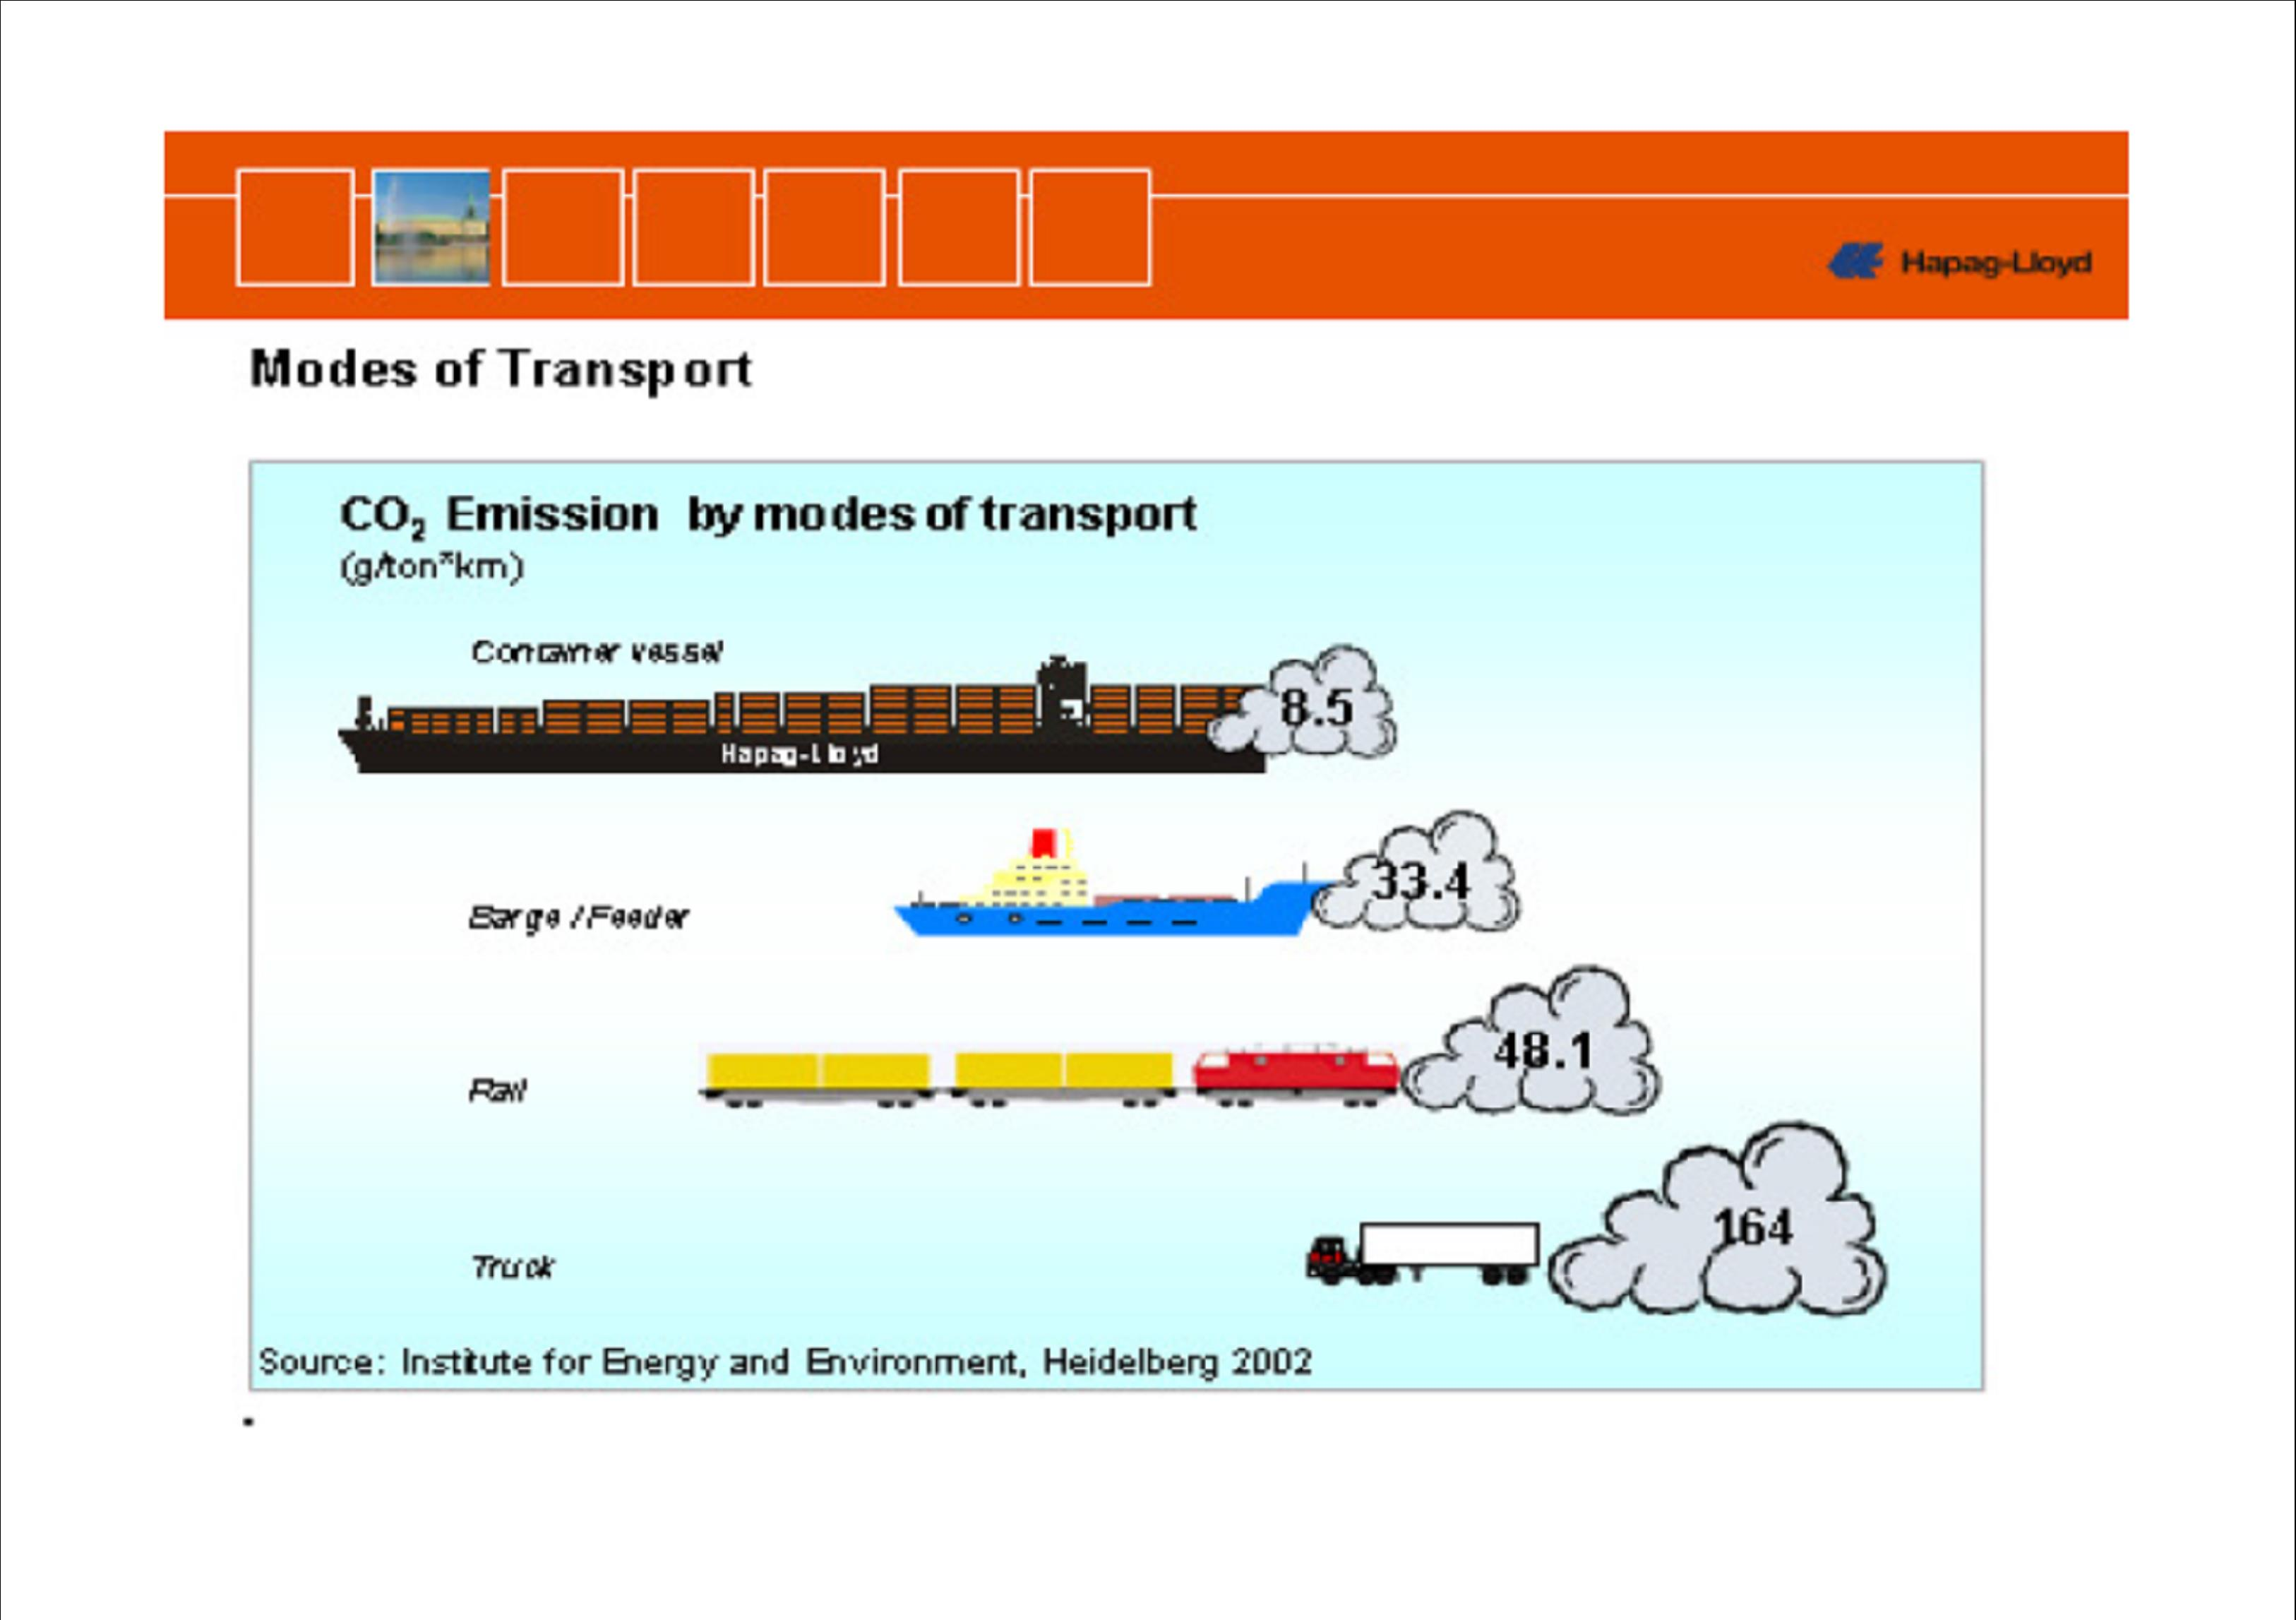 Hapag-Lloyd
Modes of Transport
CO₂ Emission by modes of transport
(g/ton*km)
Container vessel
8.5
Hapag-Lloyd
33.4
Barge / Feeder
48.1
Rail
164
Truck
Source: Institute for Energy and Environment, Heidelberg 2002